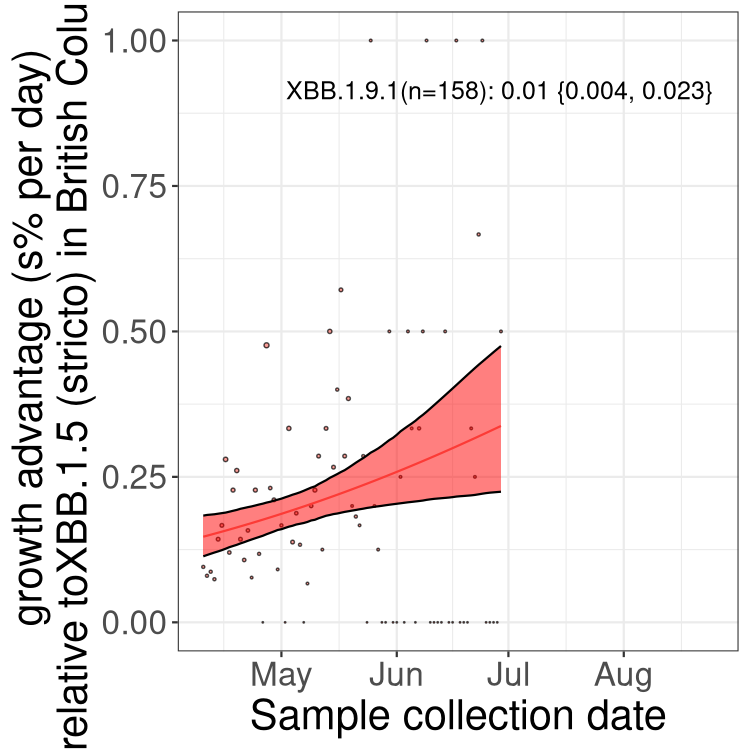 growth advantage (s% per day)
relative toXBB.1.5 (stricto) in British Colu
1.00
0.75
0.50
0.25
0.00
XBB.1.9.1(n=158): 0.01 {0.004, 0.023}
May Jun Jul Aug
Sample collection date